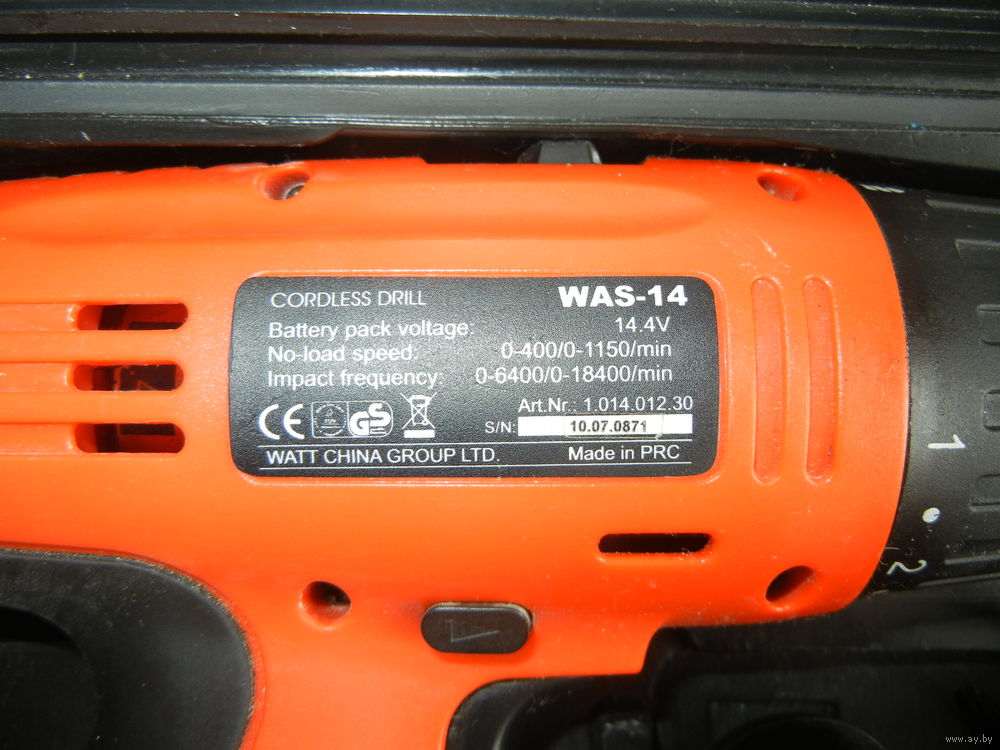 CORDLESS DRILL WAS-14
Battery pack voltage: 14.4V
No-load speed: 0-400/0-1150/min
Impact frequency: 0-6400/0-18400/min
Art.Nr.: 1.014.012.30
CE GS S/N: 10.07.0871
WATT CHINA GROUP LTD. Made in PRC
1
2
www.ay.by